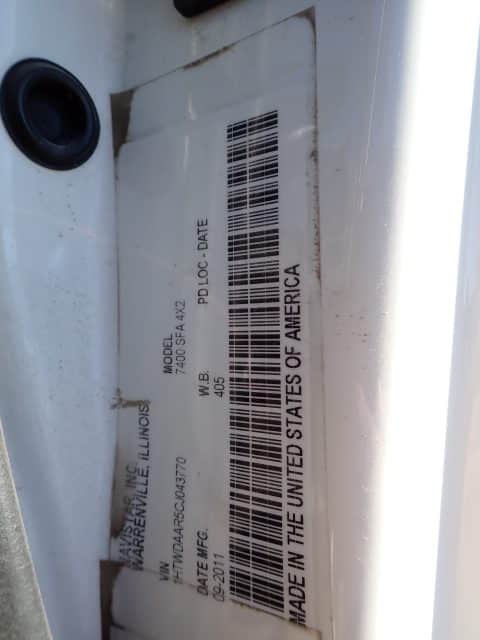 NAVISTAR, INC
WARRENVILLE, ILLINOIS
VIN
1HTWDAAR5CJ043770
MODEL
7400 SFA 4X2
DATE MFG.
09-2011
W.B.
405
PD LOC - DATE
MADE IN THE UNITED STATES OF AMERICA